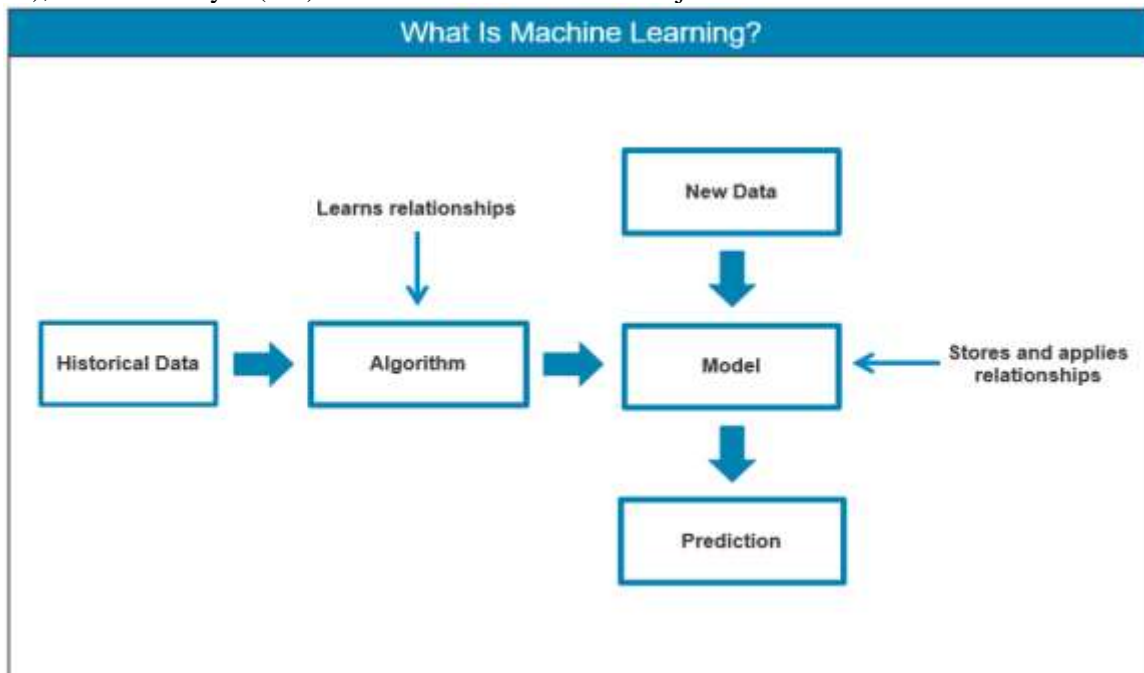 What Is Machine Learning?
New Data
Learns relationships
Historical Data
Algorithm
Model
Stores and applies
relationships
Prediction